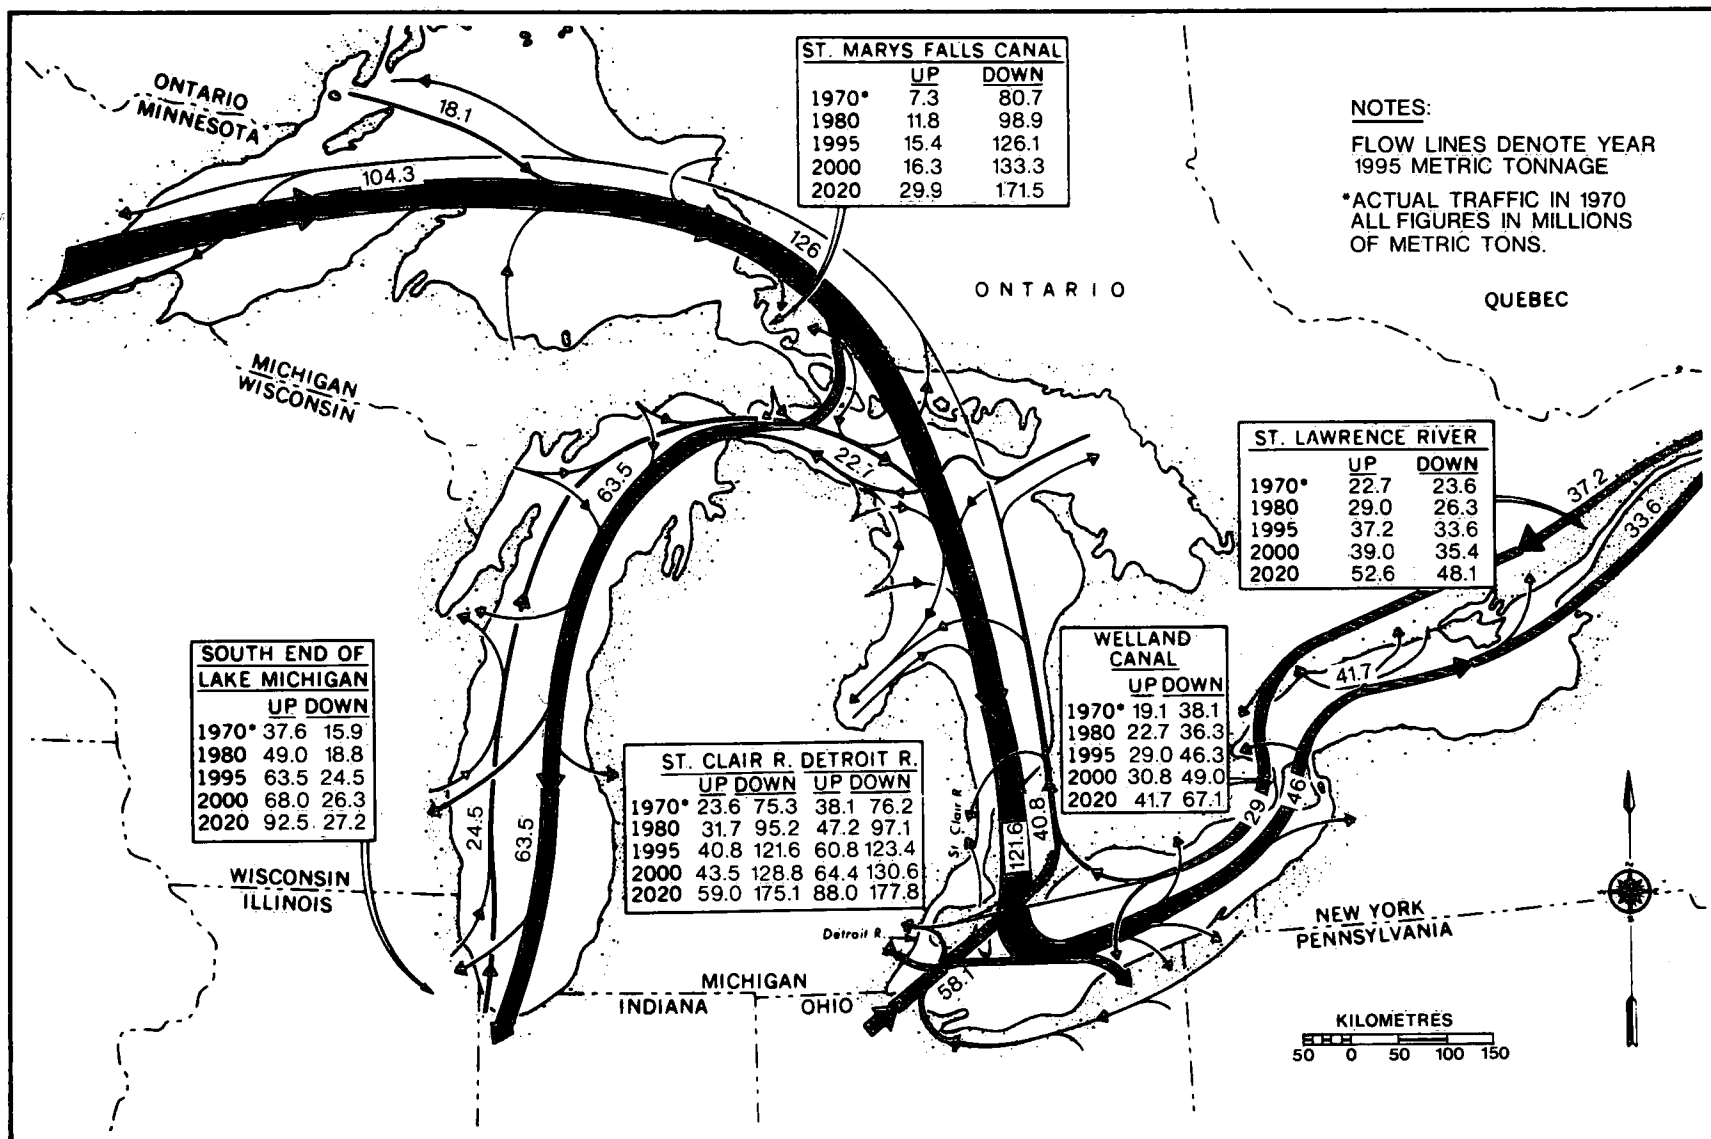 ONTARIO
MINNESOTA
18.1
104.3
126
ST. MARYS FALLS CANAL
UP DOWN
1970* 7.3 80.7
1980 11.8 98.9
1995 15.4 126.1
2000 16.3 133.3
2020 29.9 171.5
NOTES:
FLOW LINES DENOTE YEAR
1995 METRIC TONNAGE
*ACTUAL TRAFFIC IN 1970
ALL FIGURES IN MILLIONS
OF METRIC TONS.
ONTARIO
QUEBEC
MICHIGAN
WISCONSIN
63.5
22.7
ST. LAWRENCE RIVER
UP DOWN
1970* 22.7 23.6
1980 29.0 26.3
1995 37.2 33.6
2000 39.0 35.4
2020 52.6 48.1
37.2
33.6
SOUTH END OF
LAKE MICHIGAN
UP DOWN
1970* 37.6 15.9
1980 49.0 18.8
1995 63.5 24.5
2000 68.0 26.3
2020 92.5 27.2
WELLAND
CANAL
UP DOWN
1970* 19.1 38.1
1980 22.7 36.3
1995 29.0 46.3
2000 30.8 49.0
2020 41.7 67.1
41.7
ST. CLAIR R. DETROIT R.
UP DOWN UP DOWN
1970* 23.6 75.3 38.1 76.2
1980 31.7 95.2 47.2 97.1
1995 40.8 121.6 60.8 123.4
2000 43.5 128.8 64.4 130.6
2020 59.0 175.1 88.0 177.8
24.5
63.5
St Clair R.
121.6
40.8
29
46
WISCONSIN
ILLINOIS
Detroit R.
58.1
MICHIGAN
INDIANA OHIO
NEW YORK
PENNSYLVANIA
N
S
KILOMETRES
50 0 50 100 150